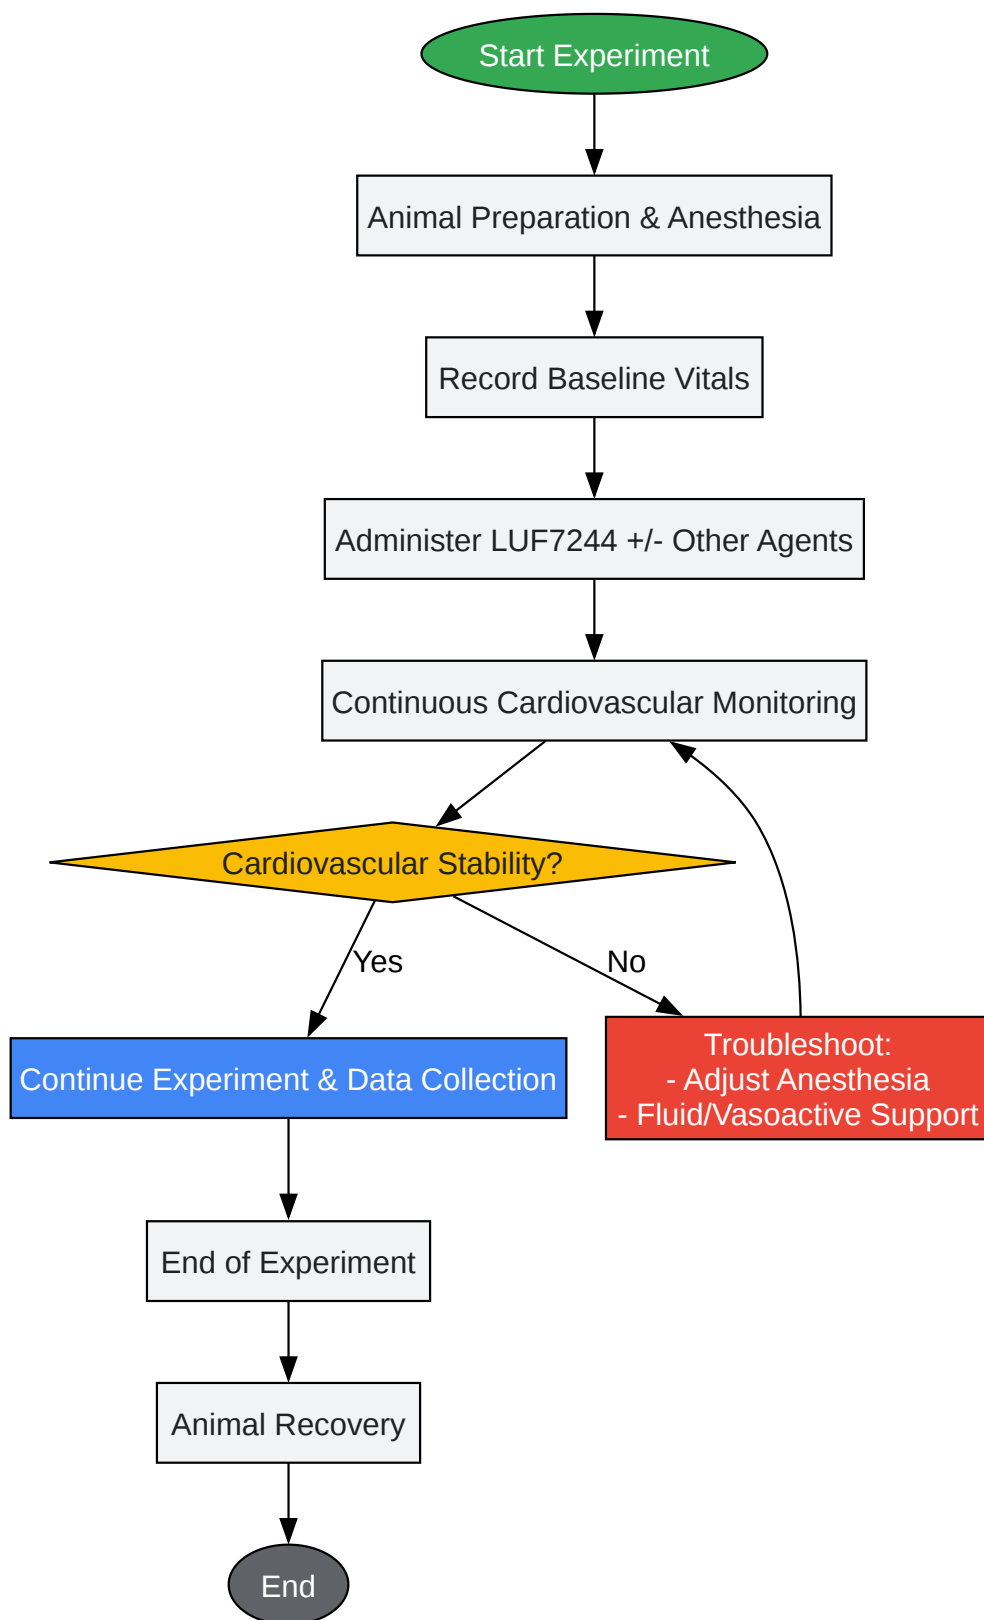 Start Experiment
Animal Preparation & Anesthesia
Record Baseline Vitals
Administer LUF7244 +/- Other Agents
Continuous Cardiovascular Monitoring
Cardiovascular Stability?
Yes
No
Continue Experiment & Data Collection
Troubleshoot:
- Adjust Anesthesia
- Fluid/Vasoactive Support
End of Experiment
Animal Recovery
End